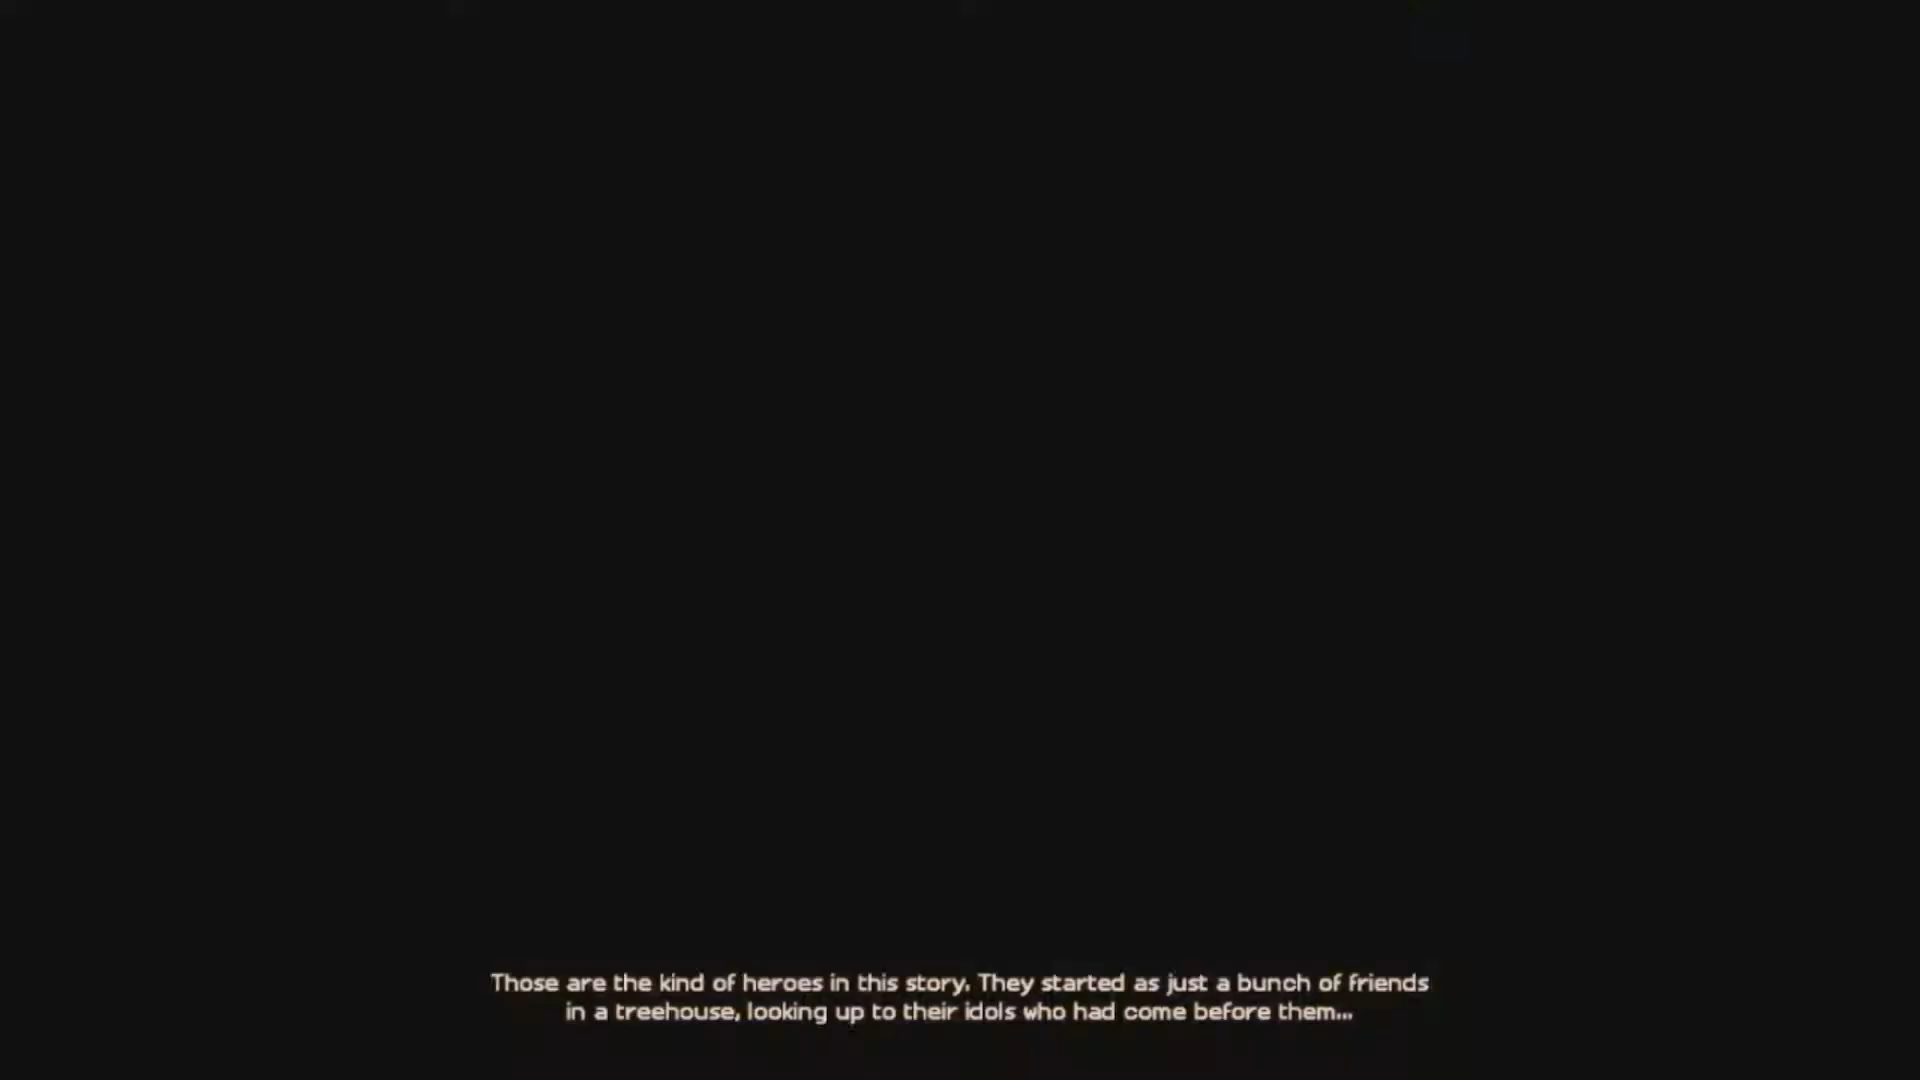 Those are the kind of heroes in this story. They started as just a bunch of friends
in a treehouse, looking up to their idols who had come before them...